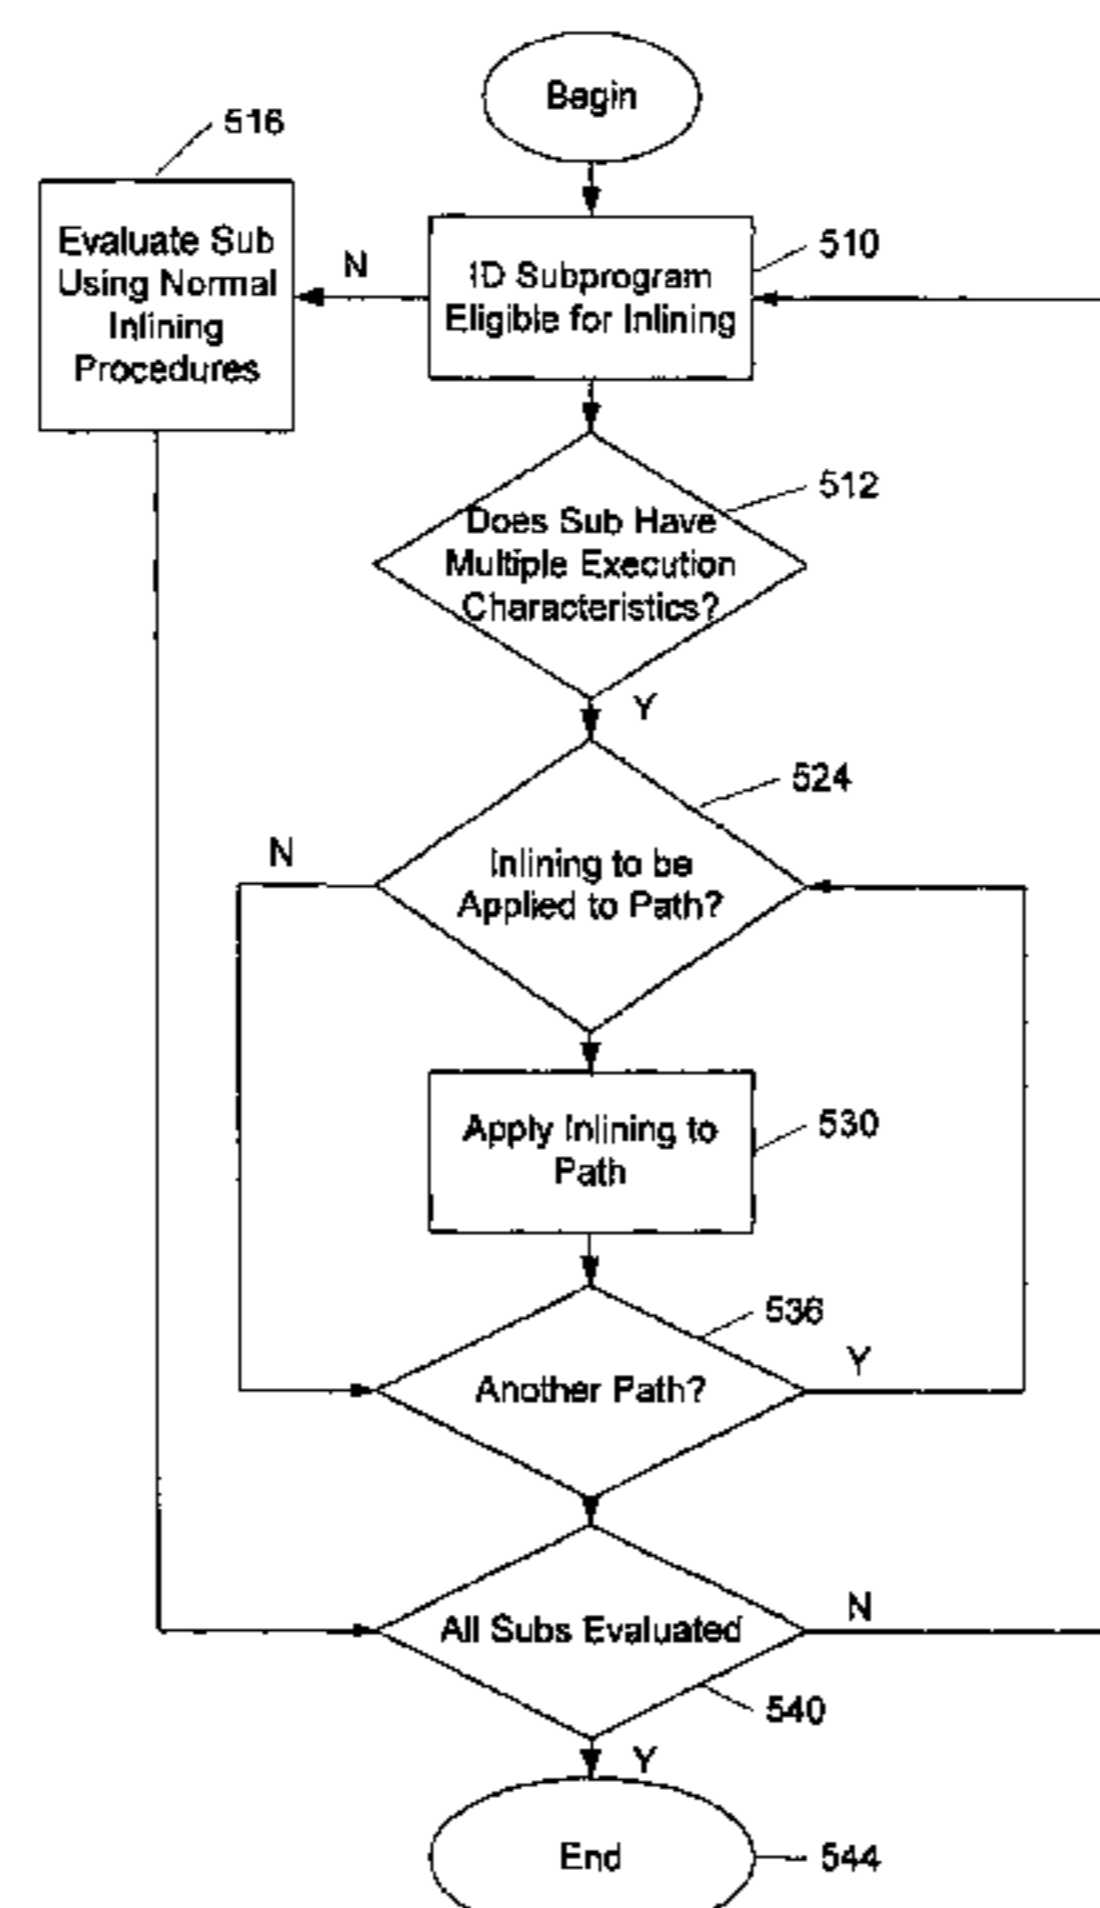 Begin
516
Evaluate Sub
Using Normal
Inlining
Procedures
N
ID Subprogram
Eligible for Inlining
510
Does Sub Have
Multiple Execution
Characteristics?
512
Y
524
N
Inlining to be
Applied to Path?
Apply Inlining to
Path
530
536
Another Path?
Y
All Subs Evaluated
N
540
Y
End
544